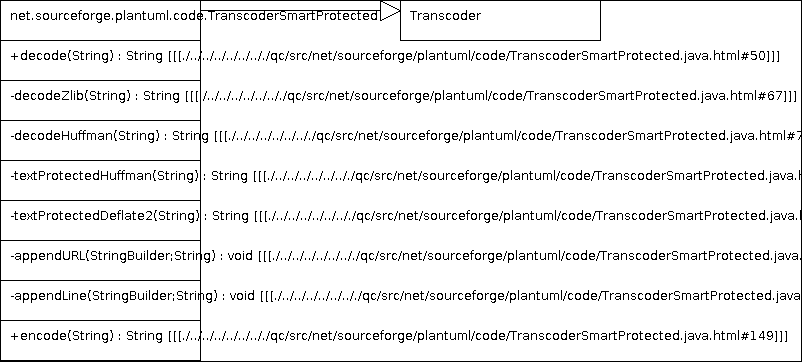 net.sourceforge.plantuml.code.TranscoderSmartProtected
Transcoder
+decode(String) : String [[[./../../../../../../../qc/src/net/sourceforge/plantuml/code/TranscoderSmartProtected.java.html#50]]]
-decodeZlib(String) : String [[[./../../../../../../../qc/src/net/sourceforge/plantuml/code/TranscoderSmartProtected.java.html#67]]]
-decodeHuffman(String) : String [[[./../../../../../../../qc/src/net/sourceforge/plantuml/code/TranscoderSmartProtected.java.html#7
-textProtectedHuffman(String) : String [[[./../../../../../../../qc/src/net/sourceforge/plantuml/code/TranscoderSmartProtected.java.h
-textProtectedDeflate2(String) : String [[[./../../../../../../../qc/src/net/sourceforge/plantuml/code/TranscoderSmartProtected.java.
-appendURL(StringBuilder;String) : void [[[./../../../../../../../qc/src/net/sourceforge/plantuml/code/TranscoderSmartProtected.java.
-appendLine(StringBuilder;String) : void [[[./../../../../../../../qc/src/net/sourceforge/plantuml/code/TranscoderSmartProtected.java
+encode(String) : String [[[./../../../../../../../qc/src/net/sourceforge/plantuml/code/TranscoderSmartProtected.java.html#149]]]